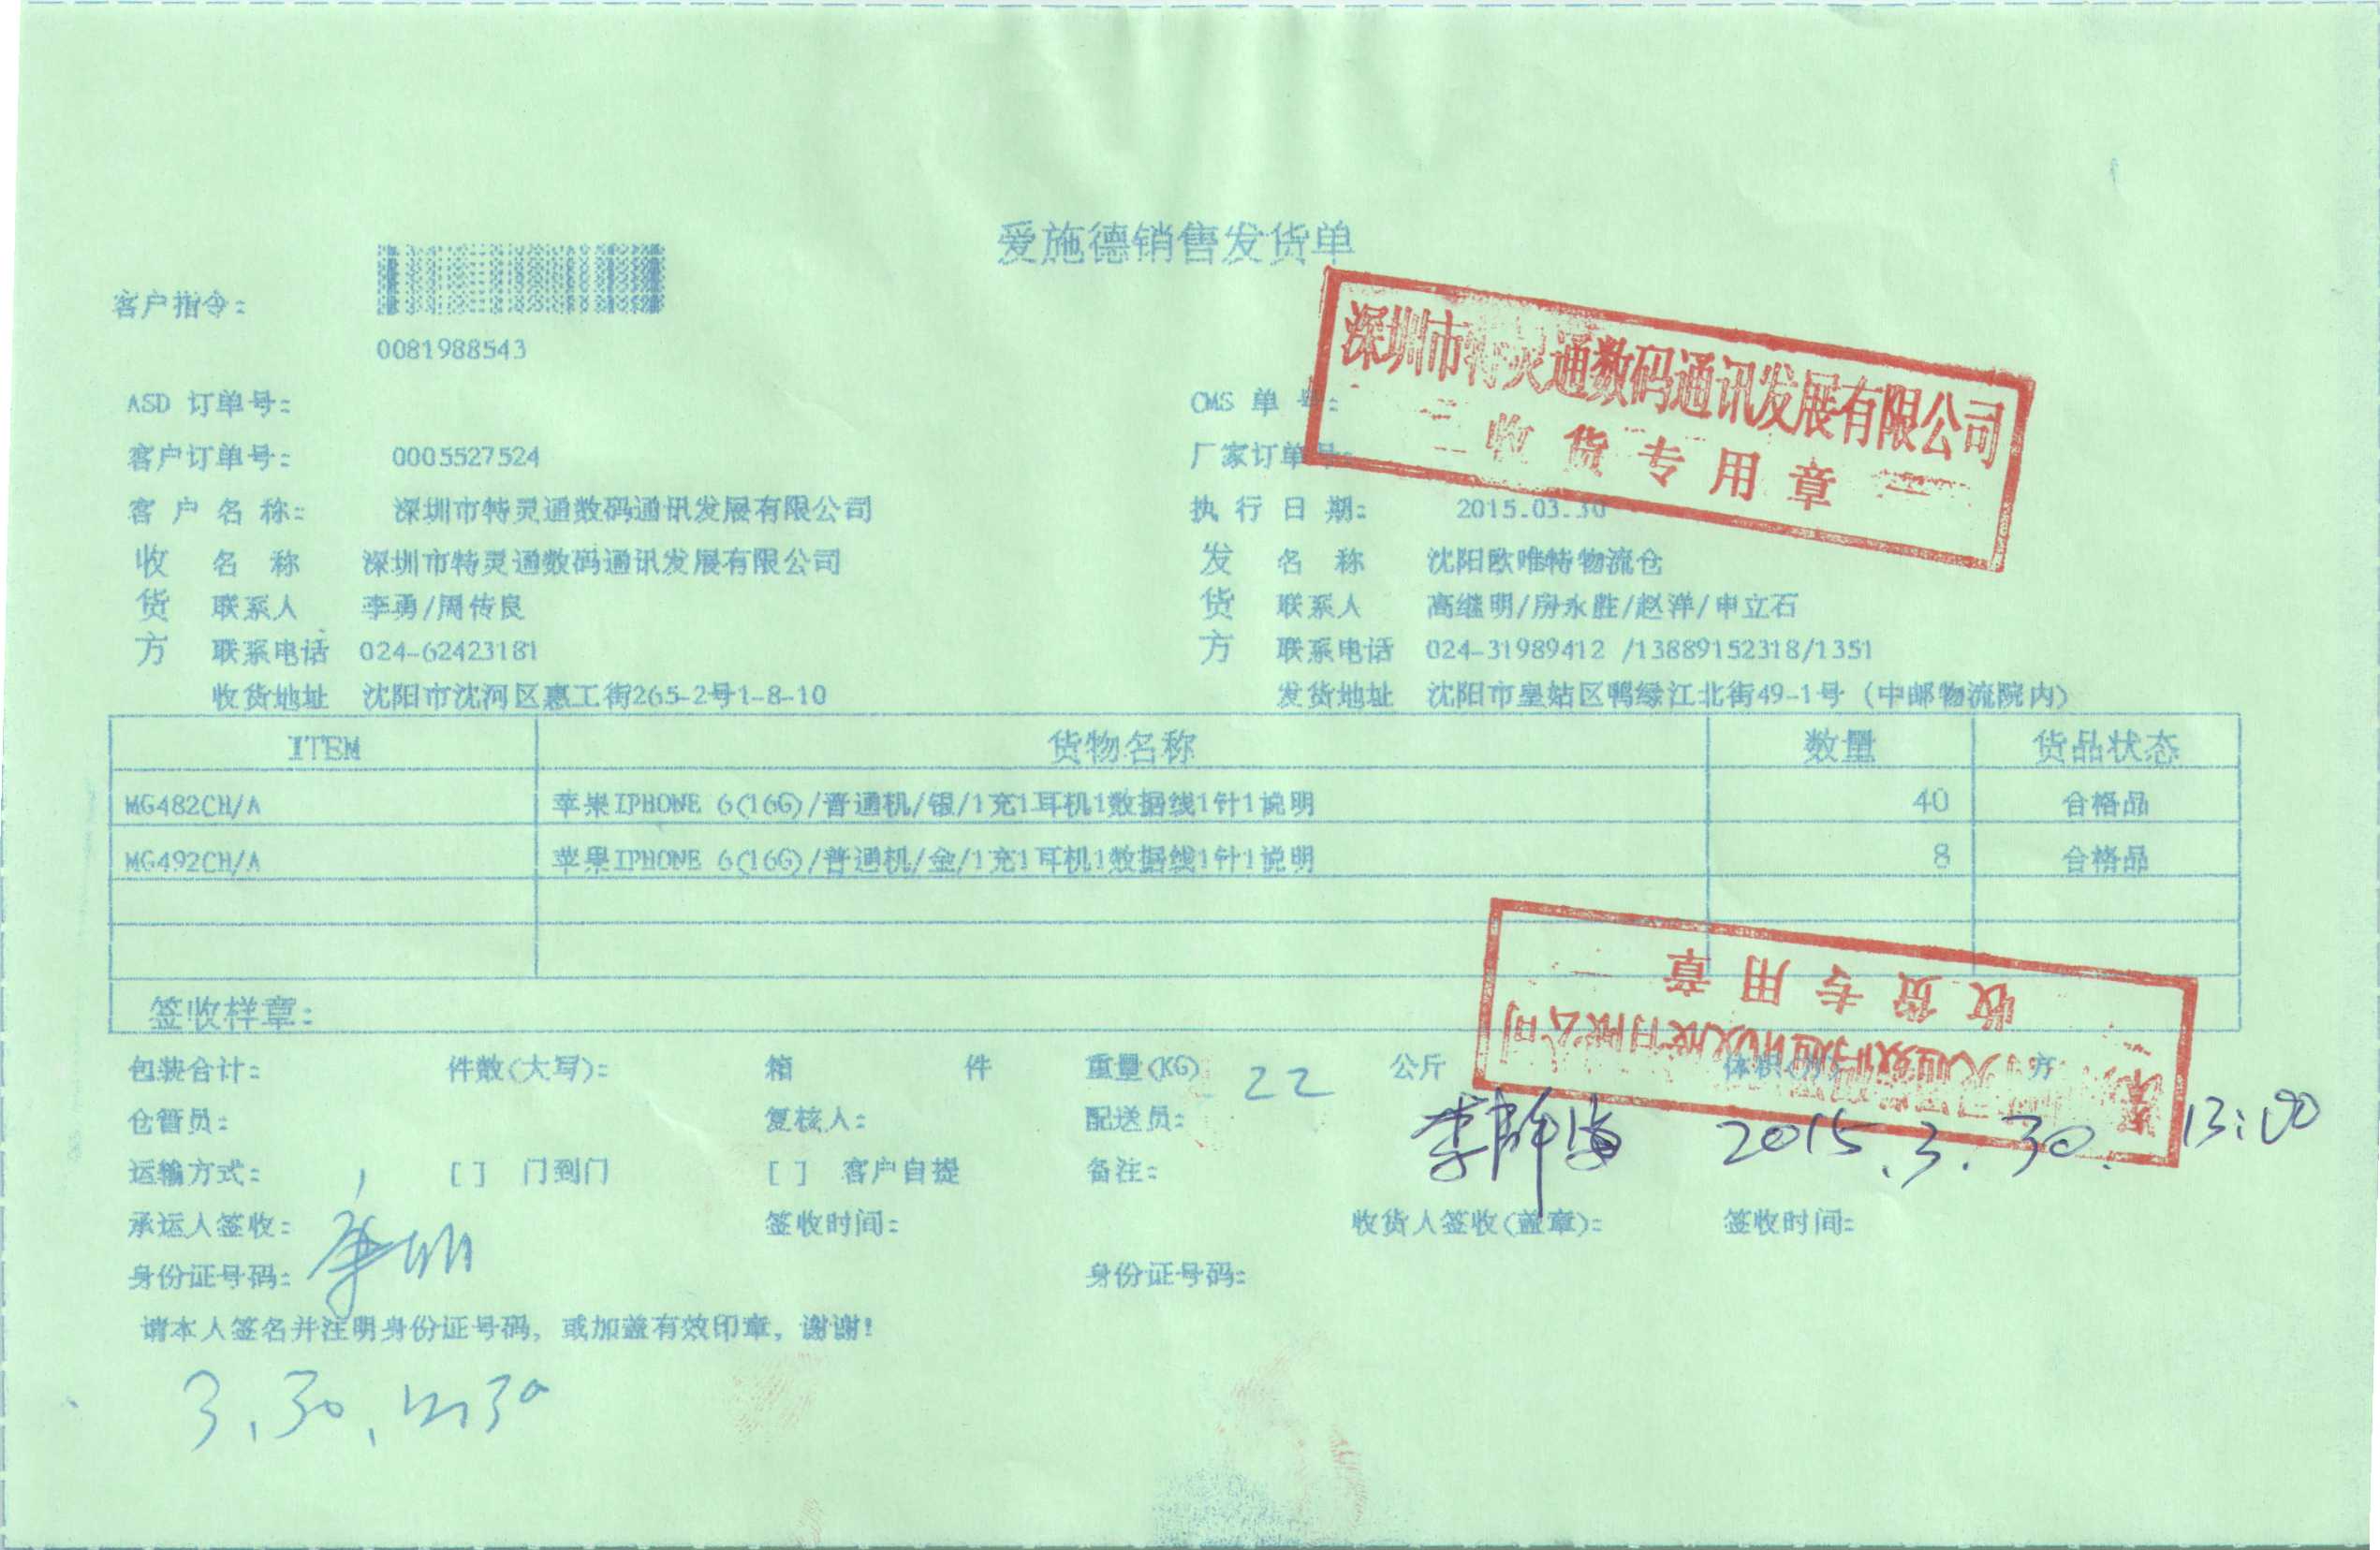 爱施德销售发货单
客户指令:
0081988543
深圳市特灵通数码通讯发展有限公司
收货专用章
ASD 订单号: CMS 单 号:
客户订单号: 0005527524 厂家订单号:
客 户 名 称: 深圳市特灵通数码通讯发展有限公司 执 行 日 期: 2015.03.30
收 名 称 深圳市特灵通数码通讯发展有限公司 发 名 称 沈阳欧唯特物流仓
货 联系人 李勇/周传良 货 联系人 高继明/房永胜/赵洋/申立石
方 联系电话 024-62423181 方 联系电话 024-31989412 /13889152318/1351
收货地址 沈阳市沈河区惠工街265-2号1-8-10 发货地址 沈阳市皇姑区鸭绿江北街49-1号 (中邮物流院内)
ITEM 货物名称 数量 货品状态
MG482CH/A 苹果IPHONE 6(16G)/普通机/银/1充1耳机1数据线1针1说明 40 合格品
MG492CH/A 苹果IPHONE 6(16G)/普通机/金/1充1耳机1数据线1针1说明 8 合格品
收货专用章
签收样章:
包装合计: 件数(大写): 箱 件 重量(KG) 22 公斤 体积(方) 方
仓管员: 复核人: 配送员:
2015.3.30. 13:00
运输方式: [ ] 门到门 [ ] 客户自提 备注:
承运人签收: 签收时间: 收货人签收(盖章): 签收时间:
身份证号码: 身份证号码:
请本人签名并注明身份证号码, 或加盖有效印章, 谢谢!